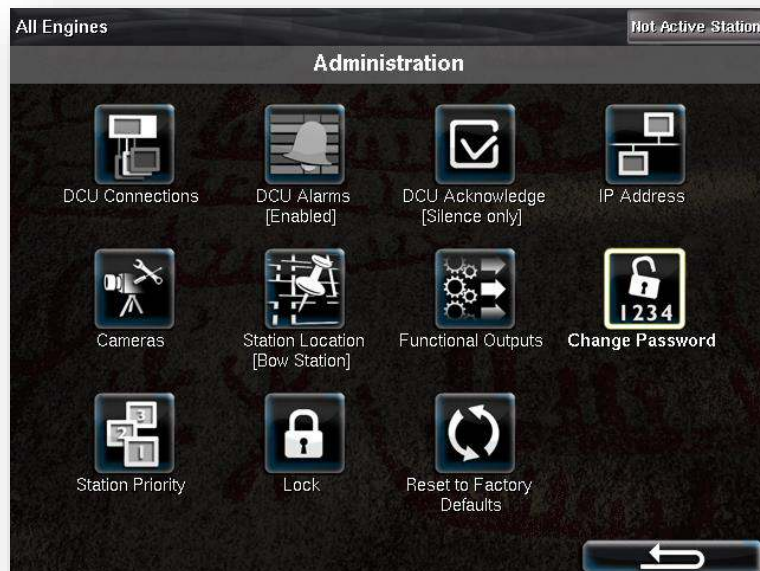 All Engines
Not Active Station
Administration
DCU Connections
DCU Alarms
[Enabled]
DCU Acknowledge
[Silence only]
IP Address
Cameras
Station Location
[Bow Station]
Functional Outputs
1234
Change Password
3
2
1
Station Priority
Lock
Reset to Factory
Defaults